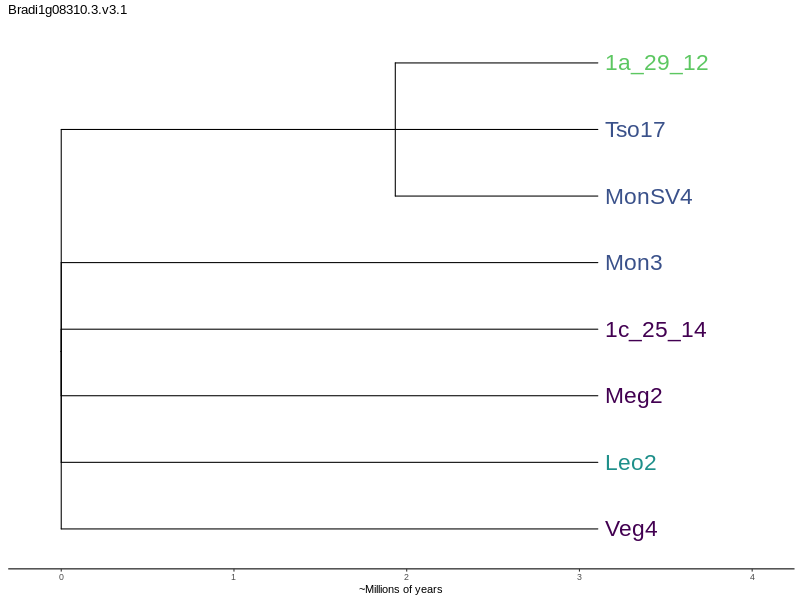 Bradi1g08310.3.v3.1
1a_29_12
Tso17
MonSV4
Mon3
1c_25_14
Meg2
Leo2
Veg4
0 1 2 3 4
~Millions of years